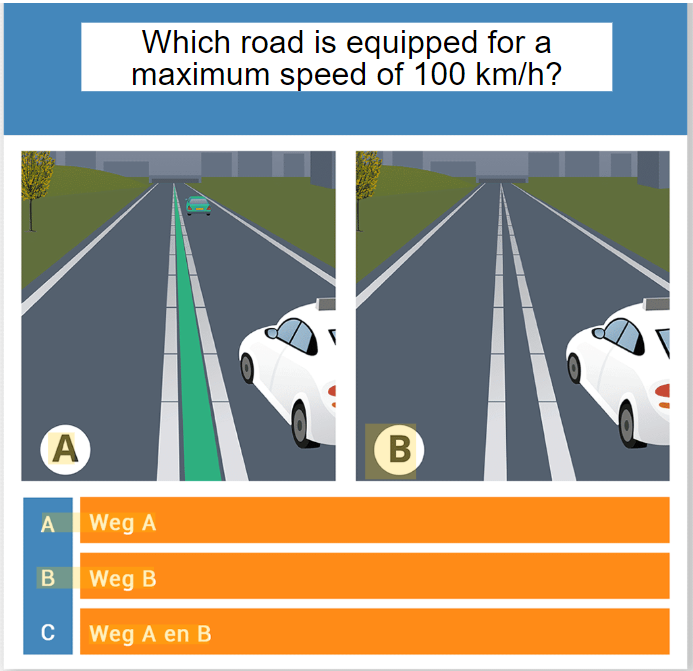 Which road is equipped for a
maximum speed of 100 km/h?
A
B
A Weg A
B Weg B
C Weg A en B